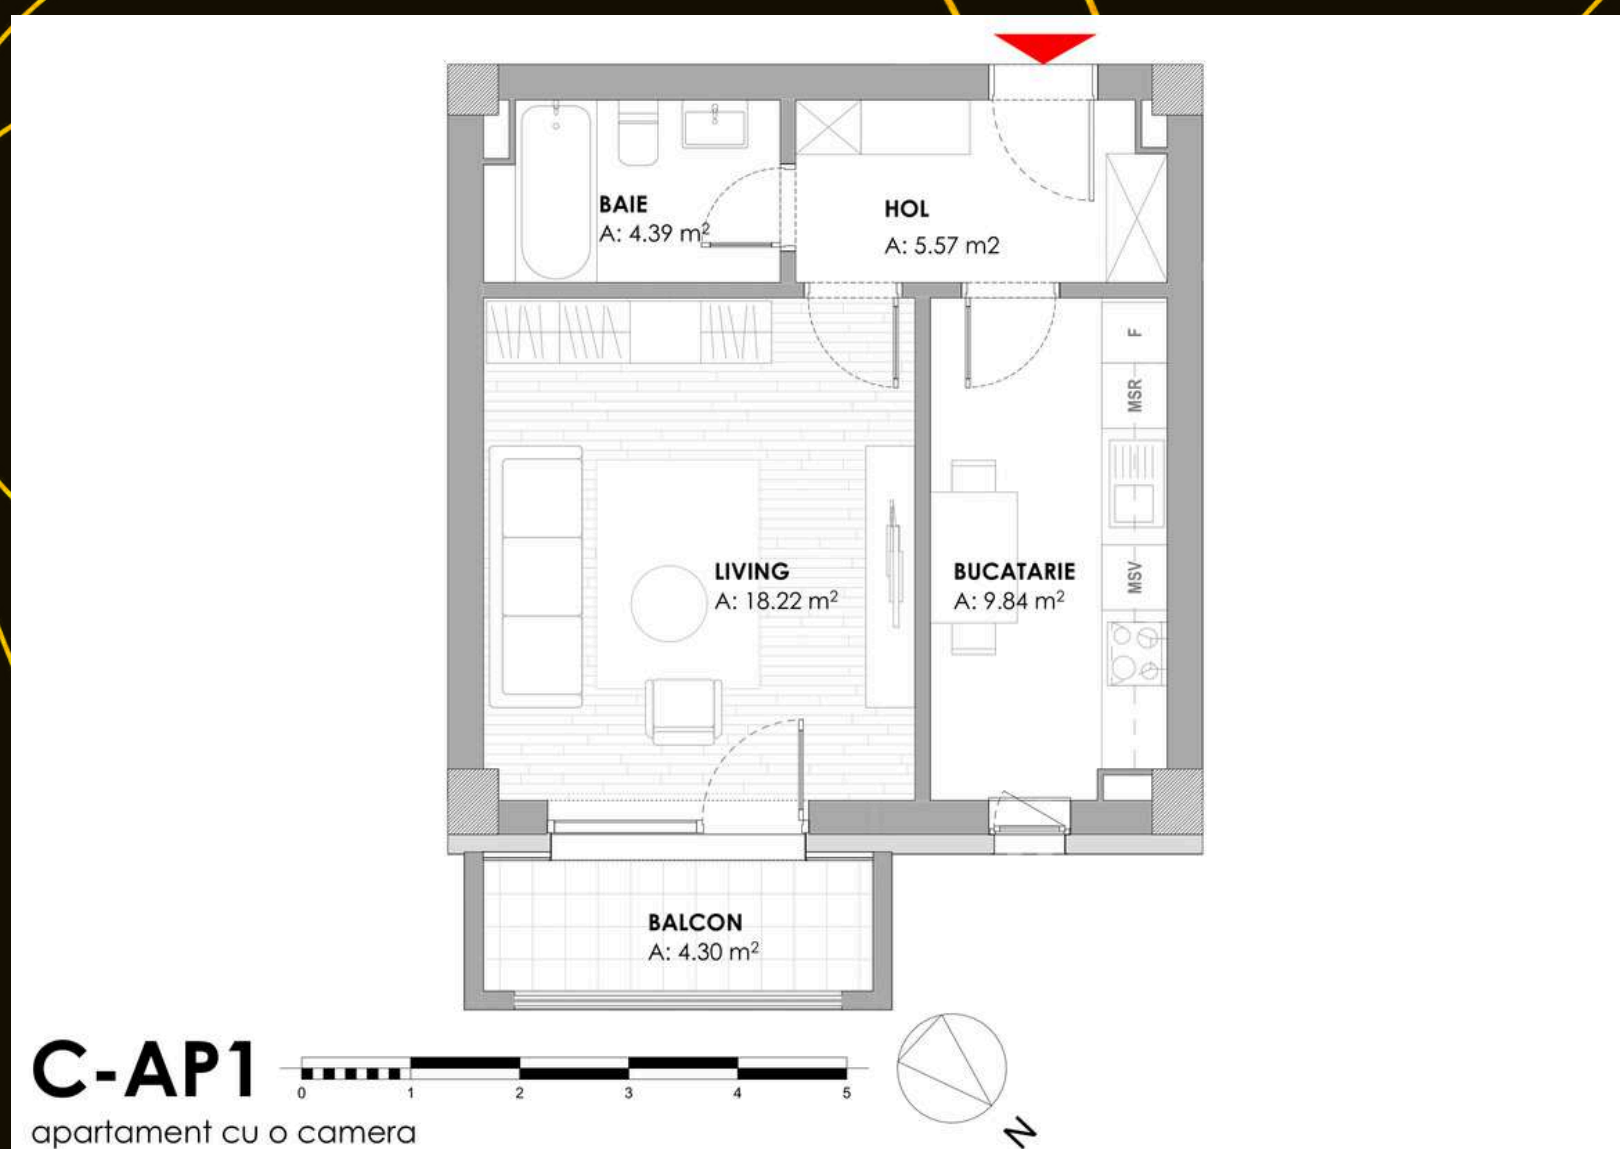 BAIE
A: 4.39 m²
HOL
A: 5.57 m2
F
MSR
LIVING
A: 18.22 m²
BUCATARIE
A: 9.84 m²
MSV
BALCON
A: 4.30 m²
C-AP1
0 1 2 3 4 5
N
apartament cu o camera